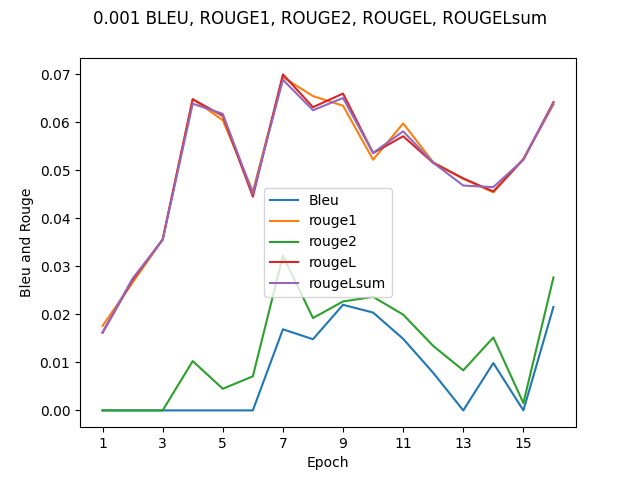 0.001 BLEU, ROUGE1, ROUGE2, ROUGEL, ROUGELsum
0.07
0.06
0.05
0.04
0.03
0.02
0.01
0.00
Bleu and Rouge
Bleu
rouge1
rouge2
rougeL
rougeLsum
1 3 5 7 9 11 13 15
Epoch